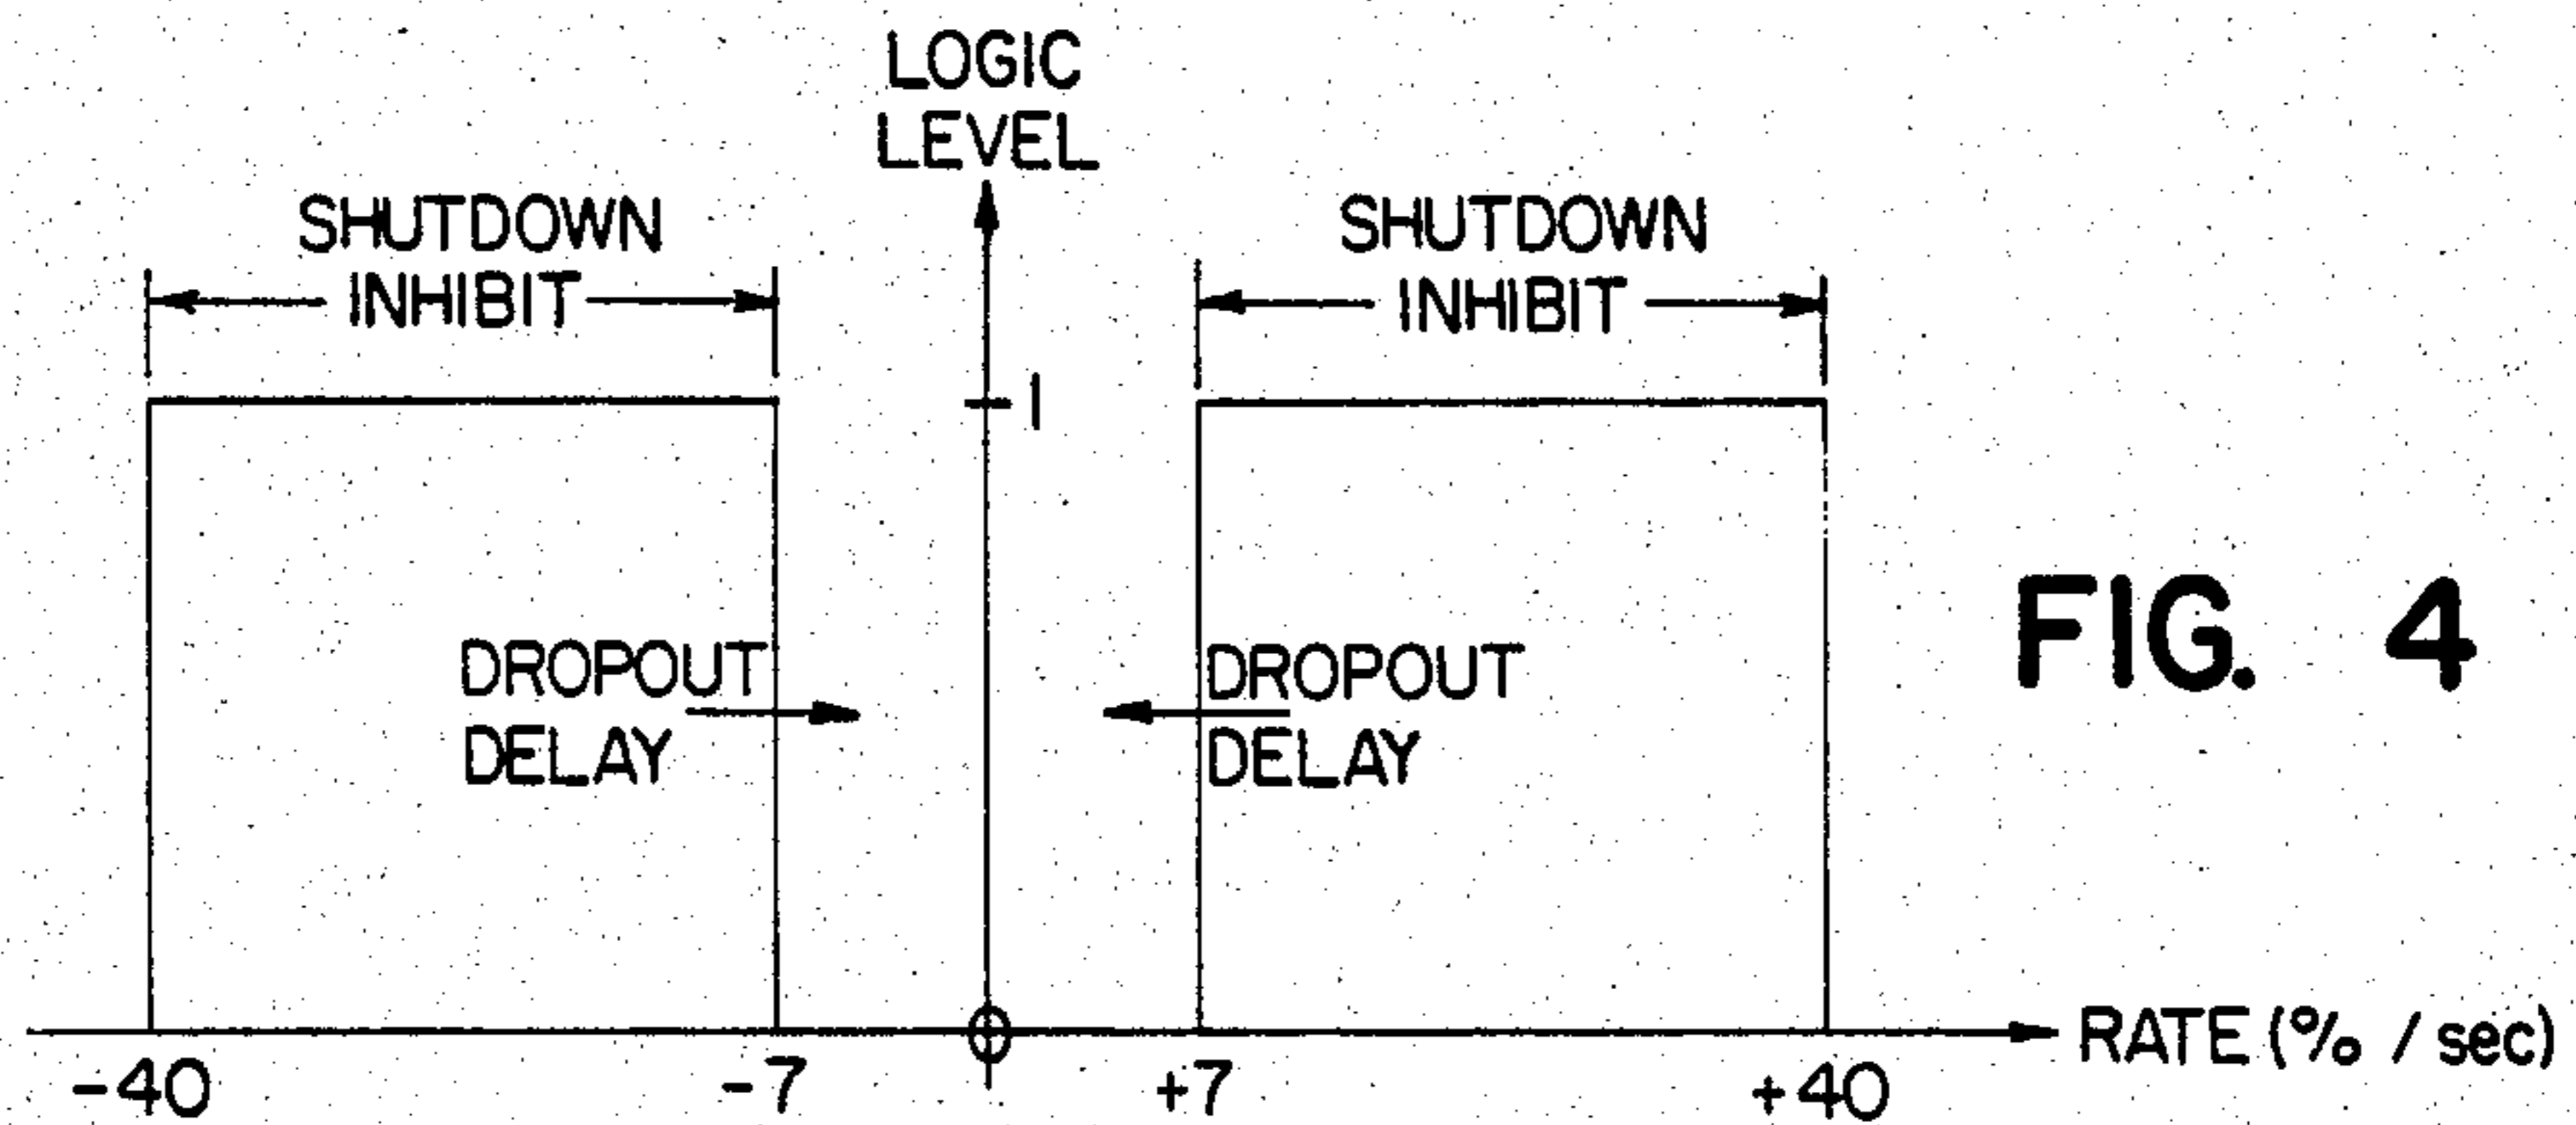 LOGIC
LEVEL
SHUTDOWN
INHIBIT
SHUTDOWN
INHIBIT
1
DROPOUT
DELAY
DROPOUT
DELAY
FIG. 4
-40
-7
0
+7
+40
RATE (% / sec)